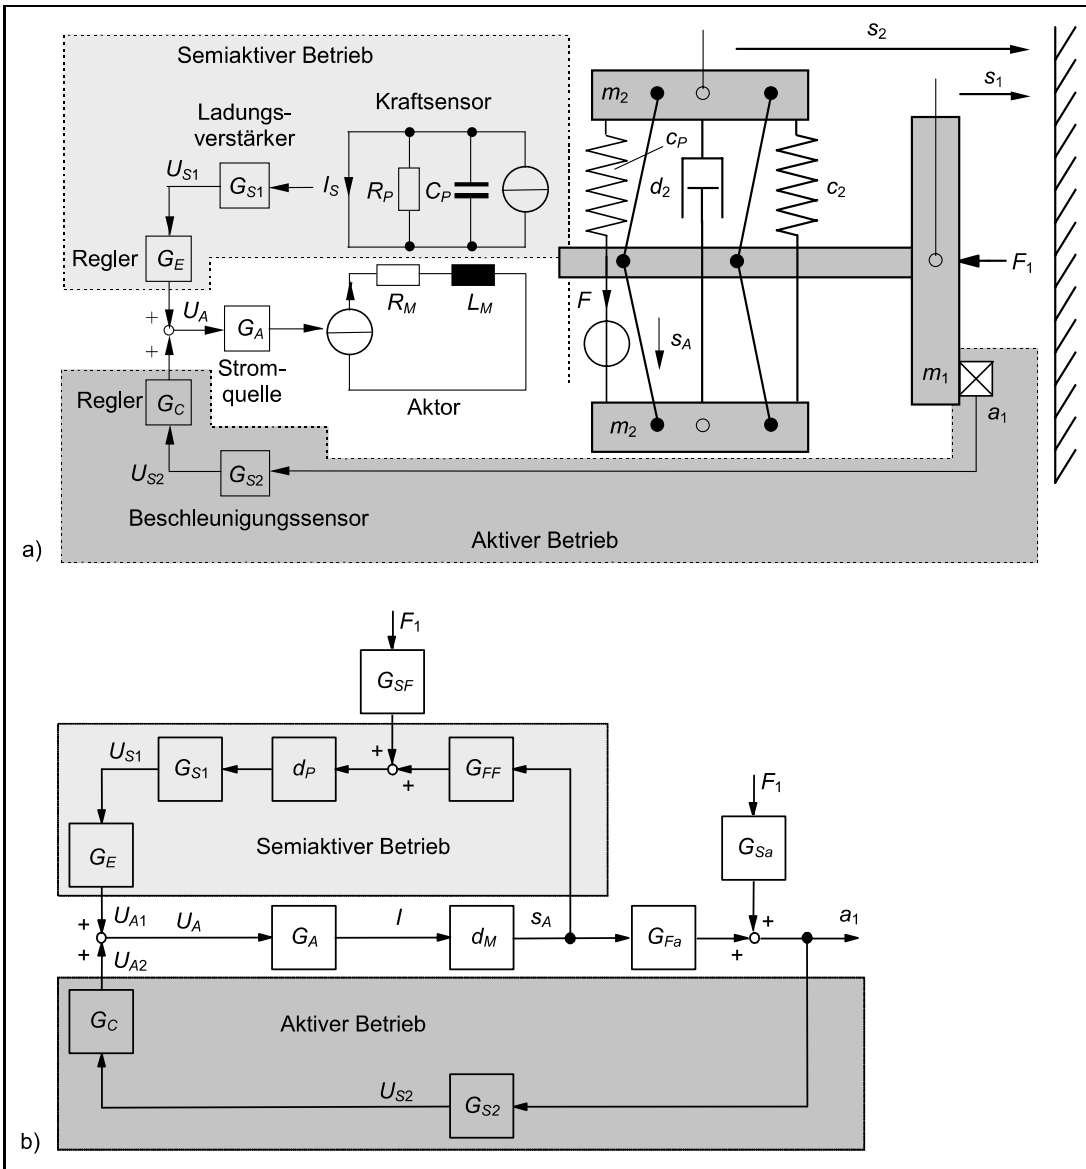 s2
Semiaktiver Betrieb
s1
m2
Kraftsensor
Ladungs-
verstärker
cP
US1
d2
GS1
IS
RP
CP
c2
Regler
GE
F1
RM
LM
F
+
UA
GA
sA
+
Strom-
quelle
m1
Regler
GC
Aktor
a1
m2
US2
GS2
Beschleunigungssensor
Aktiver Betrieb
a)
F1
GSF
US1
+
GS1
dP
GFF
+
F1
GE
Semiaktiver Betrieb
GSa
UA1
UA
I
sA
+
a1
+
GA
dM
GFa
+
+
UA2
GC
Aktiver Betrieb
US2
GS2
b)